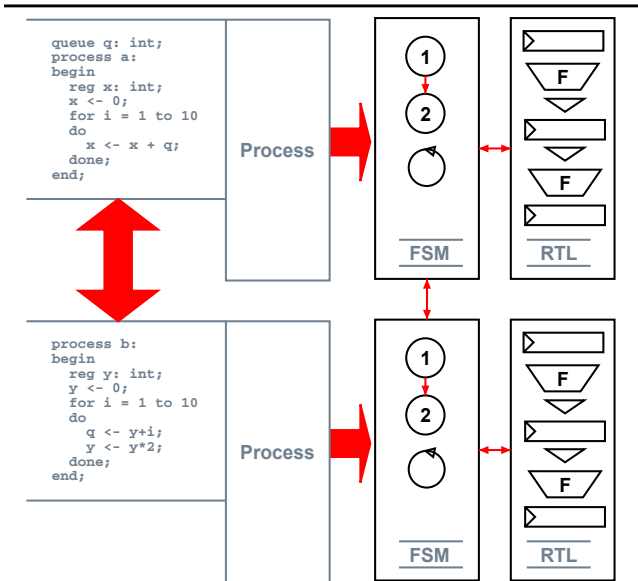 queue q: int;
process a:
begin
  reg x: int;
  x <- 0;
  for i = 1 to 10
  do
    x <- x + q;
  done;
end;
Process
1
2
FSM
F
F
RTL
process b:
begin
  reg y: int;
  y <- 0;
  for i = 1 to 10
  do
    q <- y+i;
    y <- y*2;
  done;
end;
Process
1
2
FSM
F
F
RTL